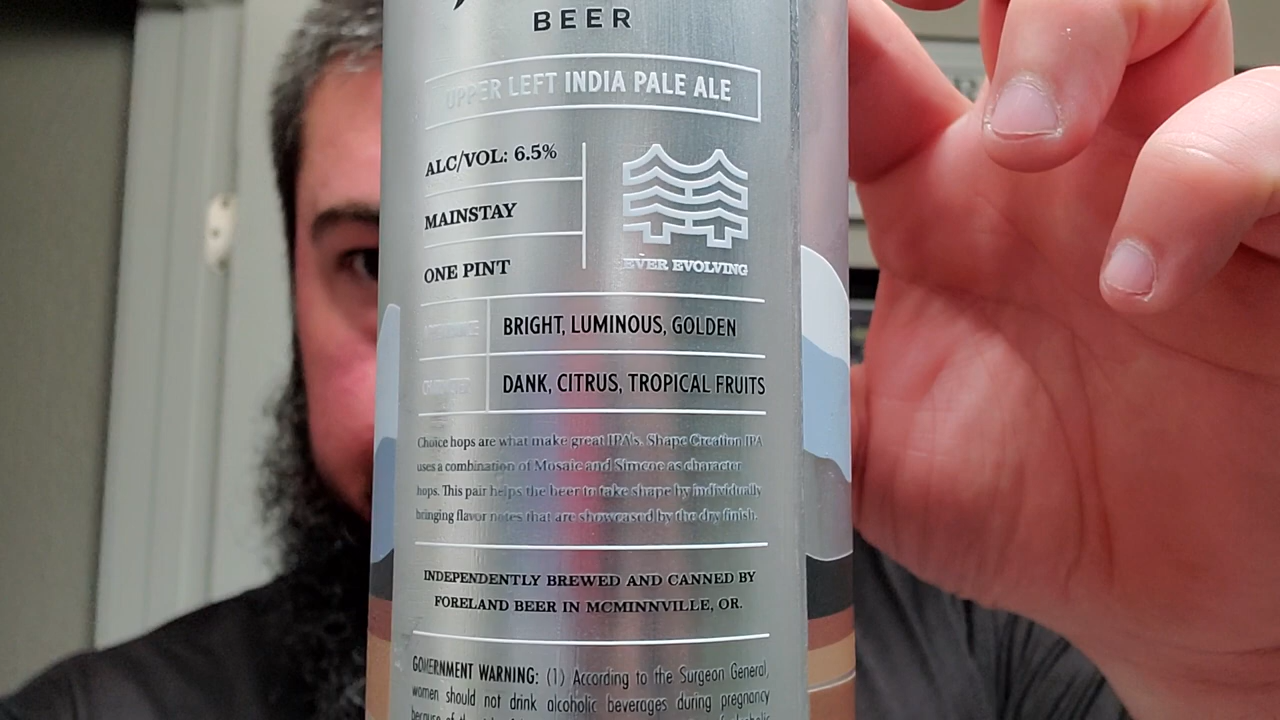 BEER
UPPER LEFT INDIA PALE ALE
ALC/VOL: 6.5%
MAINSTAY
ONE PINT
EVER EVOLVING
BRIGHT, LUMINOUS, GOLDEN
DANK, CITRUS, TROPICAL FRUITS
Choice hops are what make great IPA's. Shape Creation IPA
uses a combination of Mosaic and Simcoe as character
hops. This pair helps the beer to take shape by individually
bringing flavor notes that are showcased by the dry finish.
INDEPENDENTLY BREWED AND CANNED BY
FORELAND BEER IN MCMINNVILLE, OR.
GOVERNMENT WARNING: (1) According to the Surgeon General,
women should not drink alcoholic beverages during pregnancy
because of the